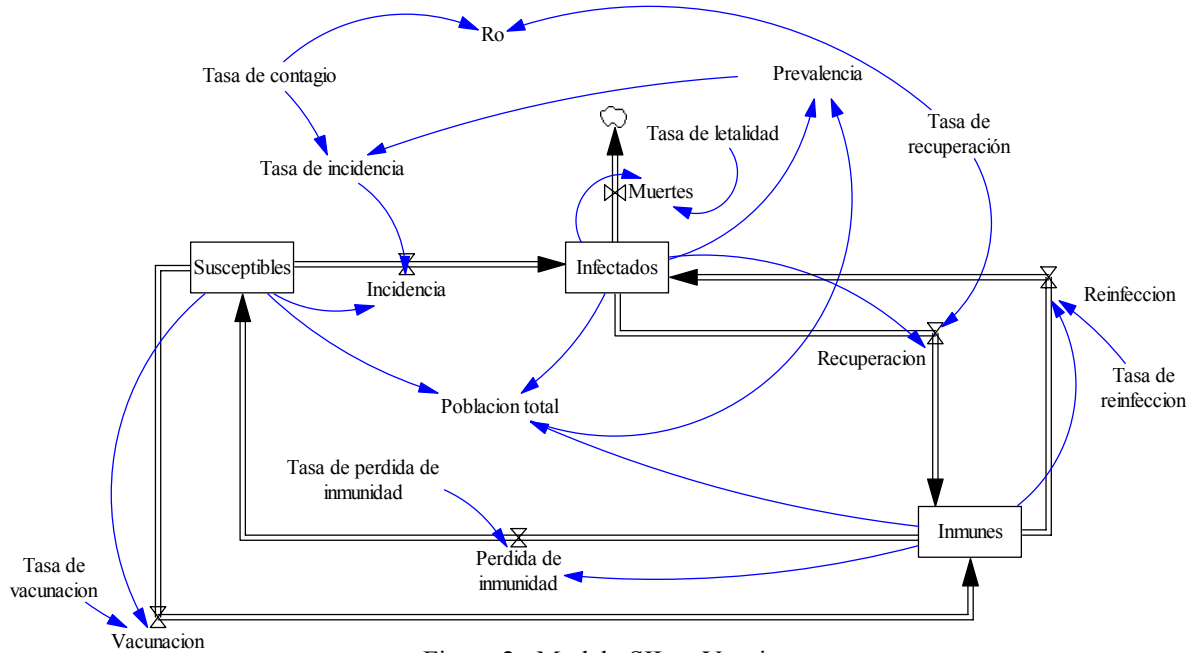 Ro
Tasa de contagio
Prevalencia
Tasa de letalidad
Tasa de
recuperación
Tasa de incidencia
Muertes
Susceptibles
Infectados
Incidencia
Reinfeccion
Recuperacion
Tasa de
reinfeccion
Poblacion total
Tasa de perdida de
inmunidad
Inmunes
Perdida de
inmunidad
Tasa de
vacunacion
Vacunacion